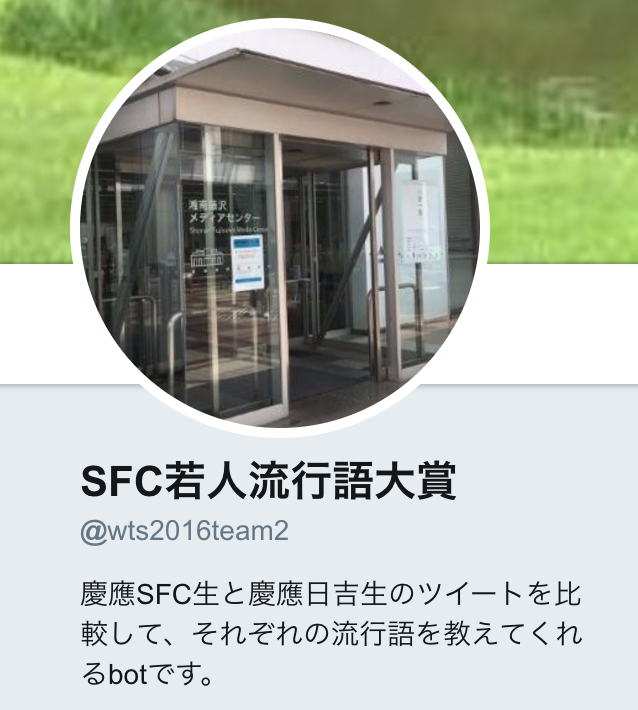 湘南藤沢
メディアセンター
Shonan Fujisawa Media Center
SFC若人流行語大賞
@wts2016team2
慶應SFC生と慶應日吉生のツイートを比
較して、それぞれの流行語を教えてくれ
るbotです。